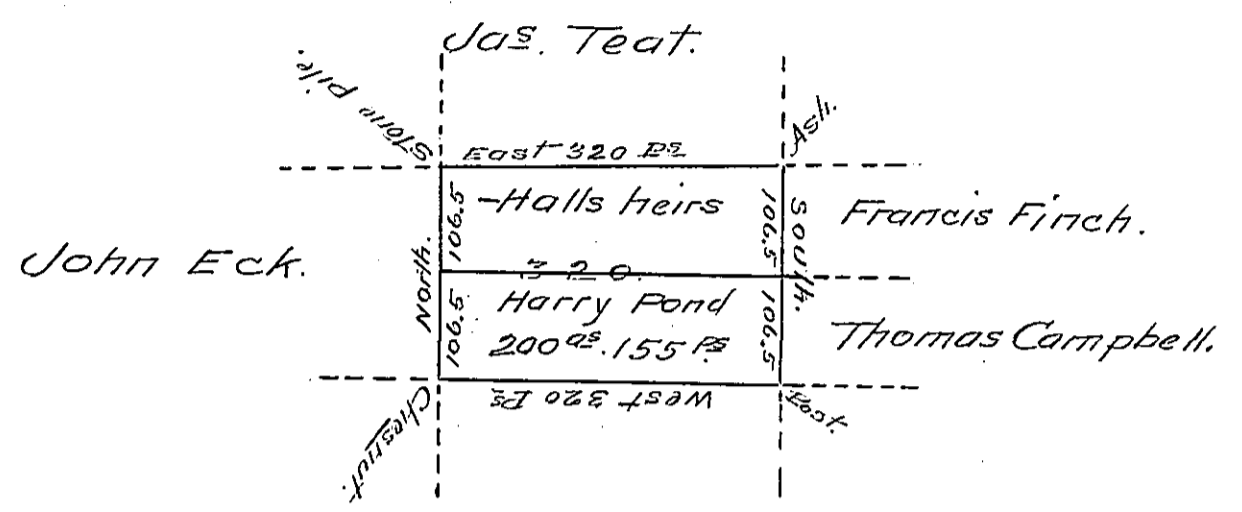 Jas. Teat.
Stone pile.
Ash.
East 320 Ps
106.5
Halls heirs
106.5
South.
Francis Finch.
John Eck.
North.
320.
106.5
Harry Pond
200 as. 155 Ps
106.5
Thomas Campbell.
West 320 Ps
Chesnut.
Post.